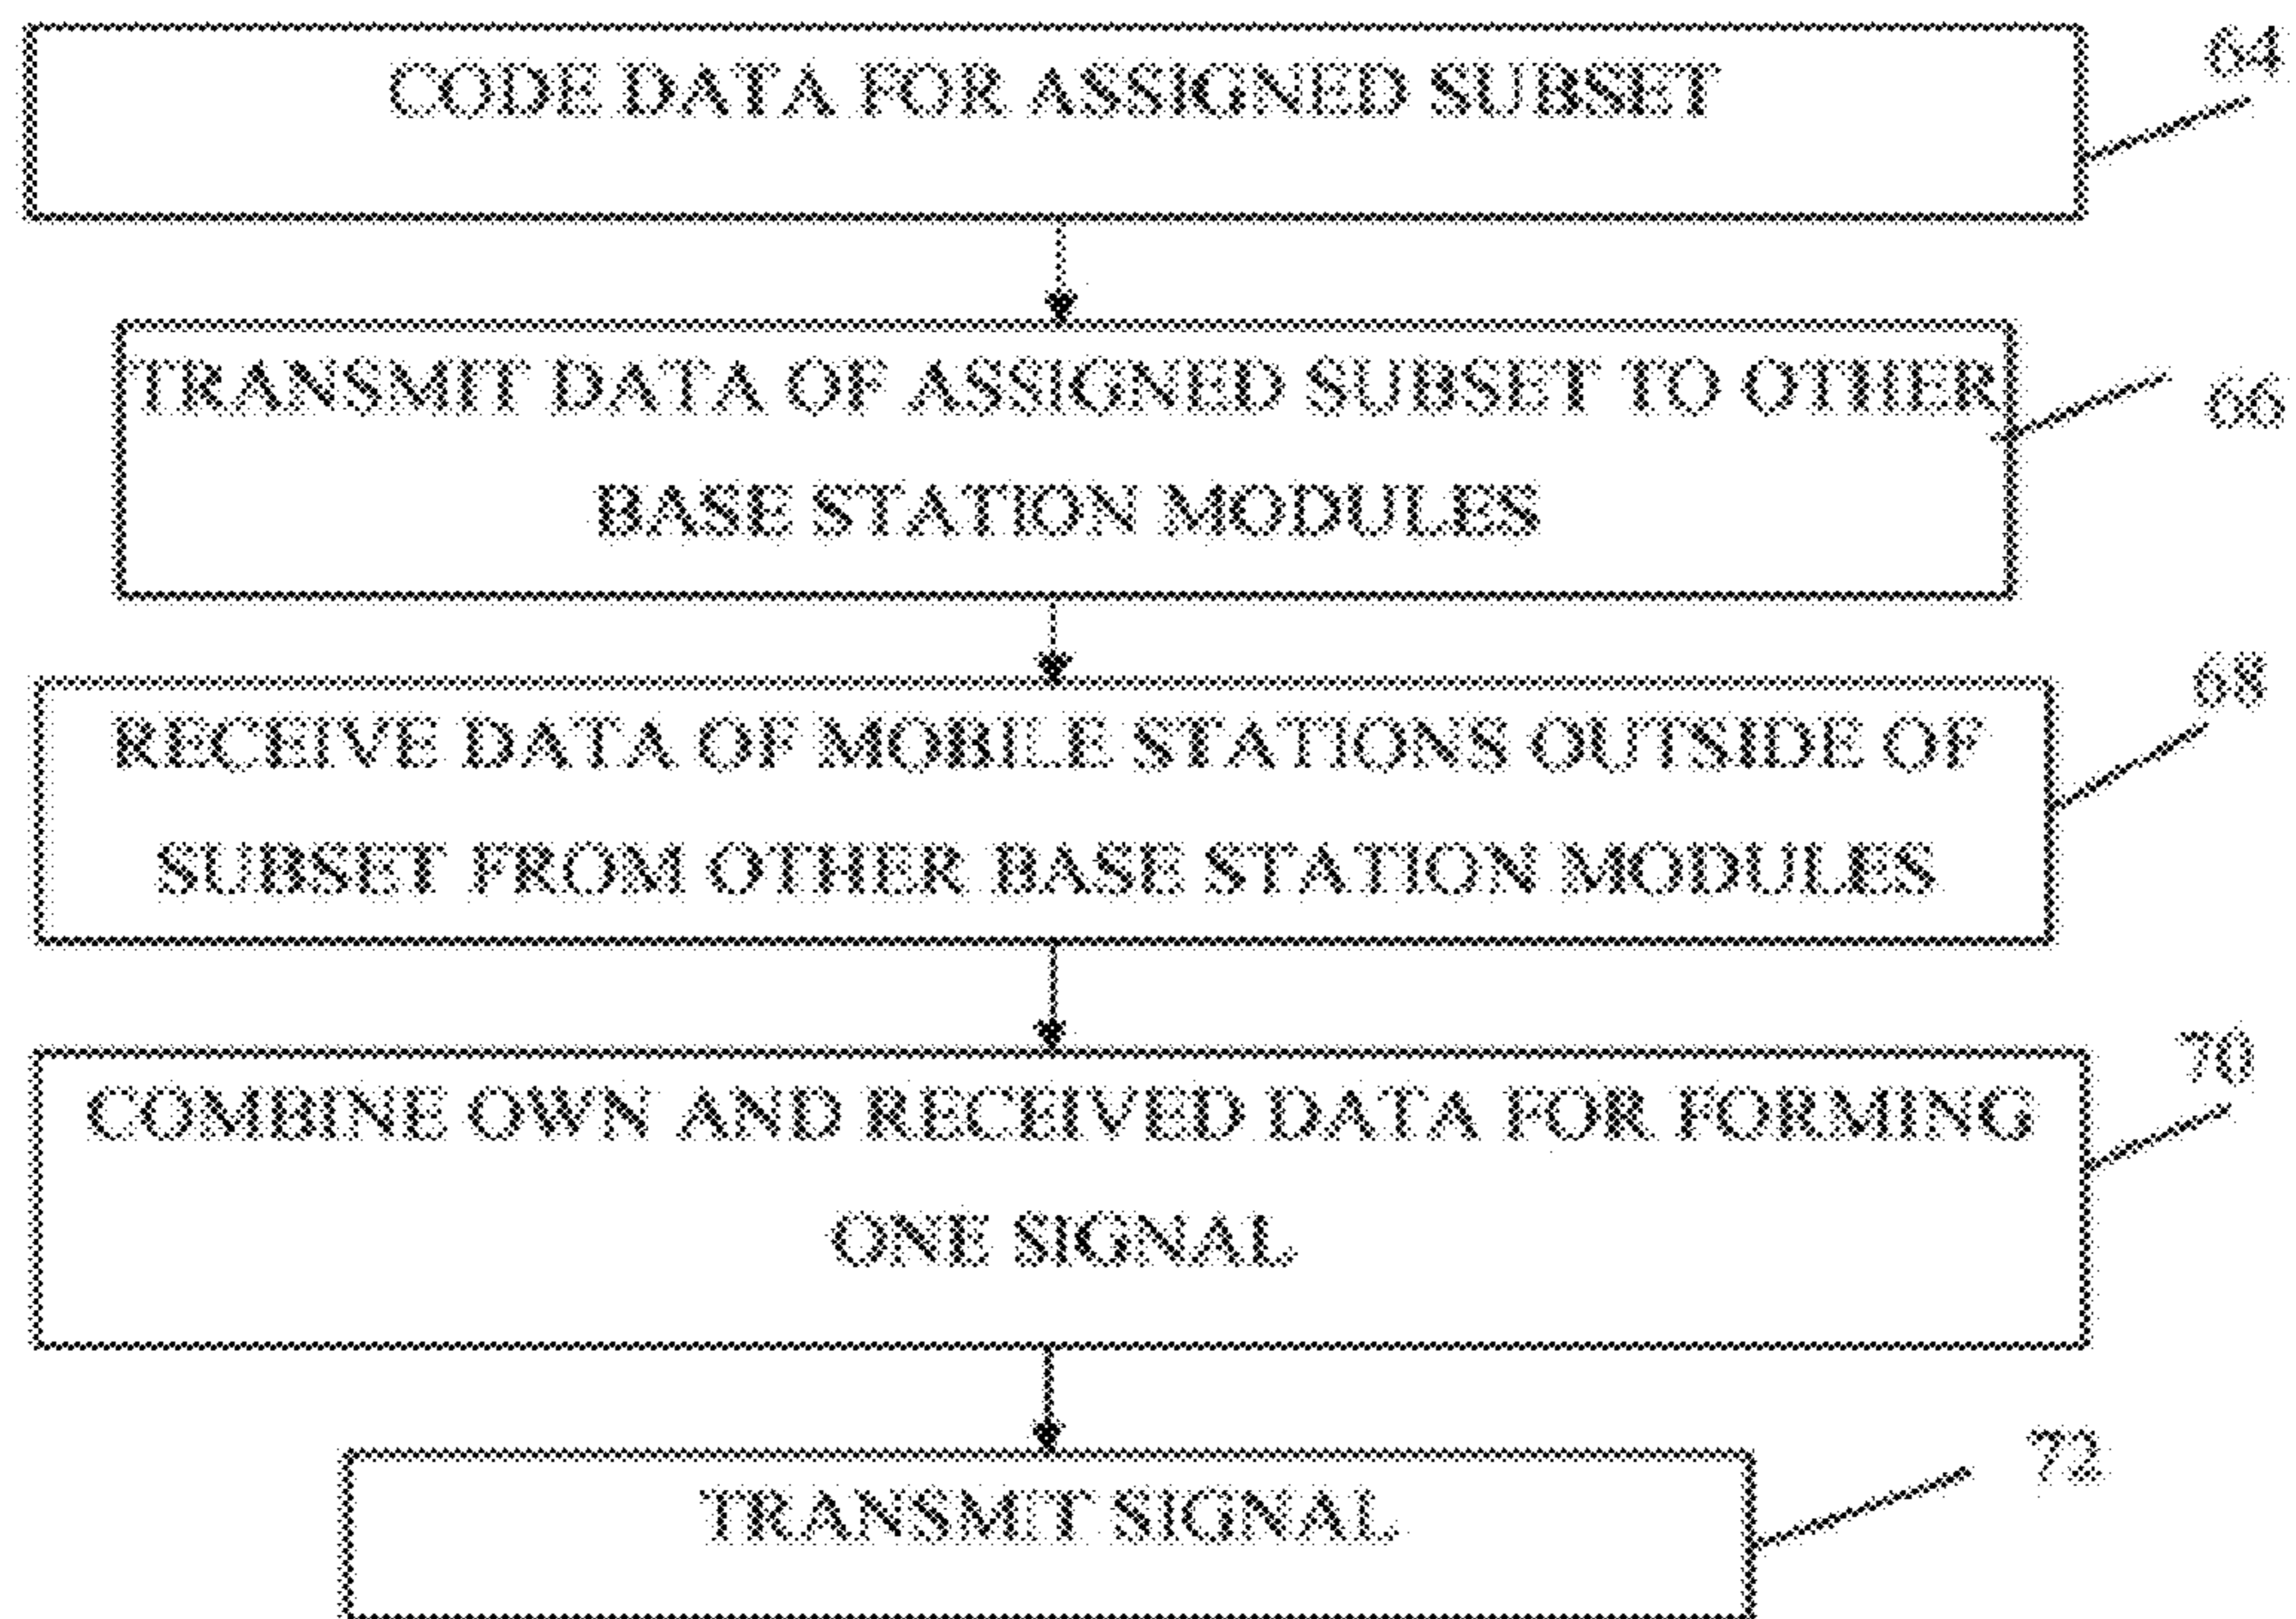 CODE DATA FOR ASSIGNED SUBSET
64
TRANSMIT DATA OF ASSIGNED SUBSET TO OTHER
BASE STATION MODULES
66
RECEIVE DATA OF MOBILE STATIONS OUTSIDE OF
SUBSET FROM OTHER BASE STATION MODULES
68
COMBINE OWN AND RECEIVED DATA FOR FORMING
ONE SIGNAL
70
TRANSMIT SIGNAL
72